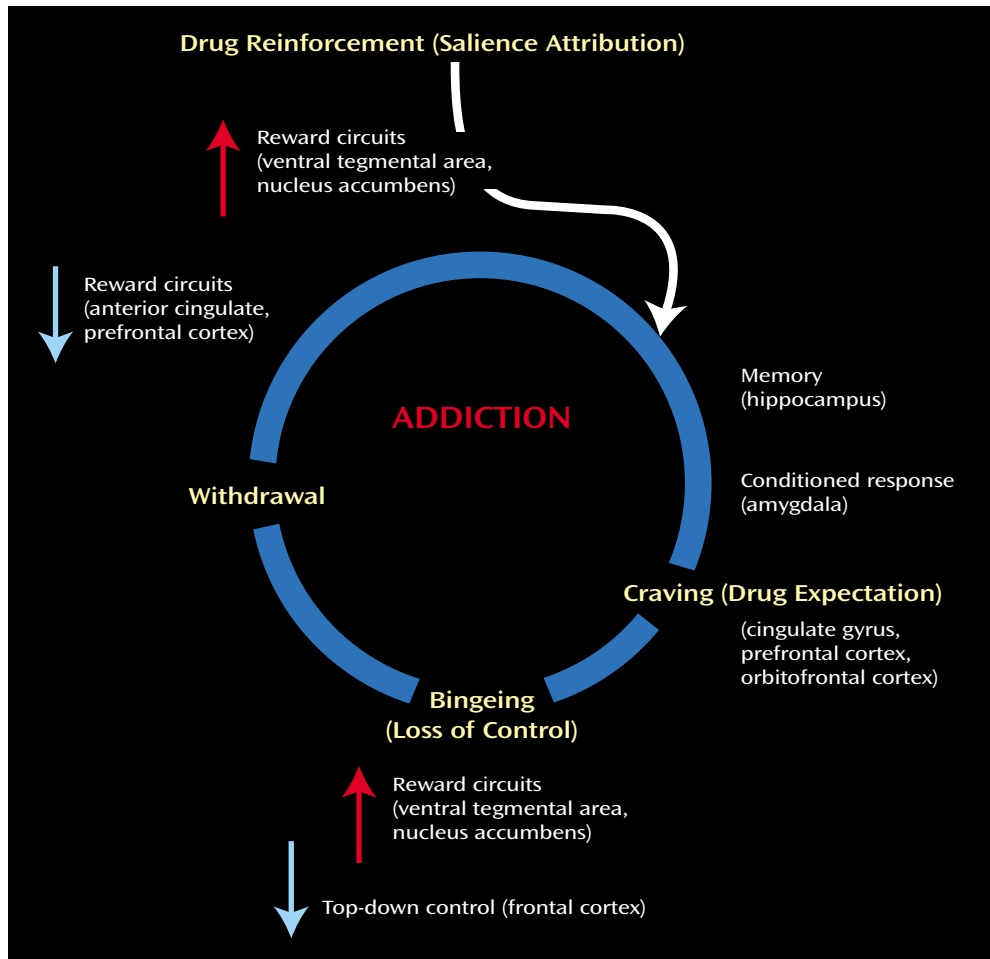 Drug Reinforcement (Salience Attribution)
Reward circuits
(ventral tegmental area,
nucleus accumbens)
Reward circuits
(anterior cingulate,
prefrontal cortex)
Memory
(hippocampus)
ADDICTION
Conditioned response
(amygdala)
Withdrawal
Craving (Drug Expectation)
(cingulate gyrus,
prefrontal cortex,
orbitofrontal cortex)
Bingeing
(Loss of Control)
Reward circuits
(ventral tegmental area,
nucleus accumbens)
Top-down control (frontal cortex)